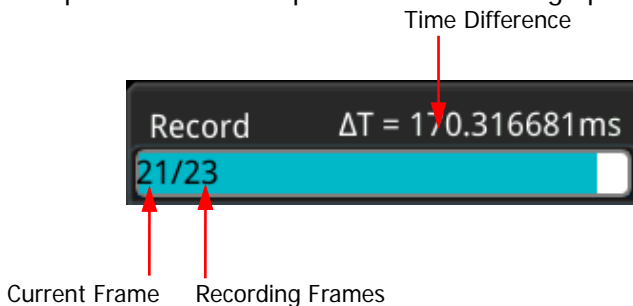 Time Difference
Record ΔT = 170.316681ms
21/23
Current Frame Recording Frames